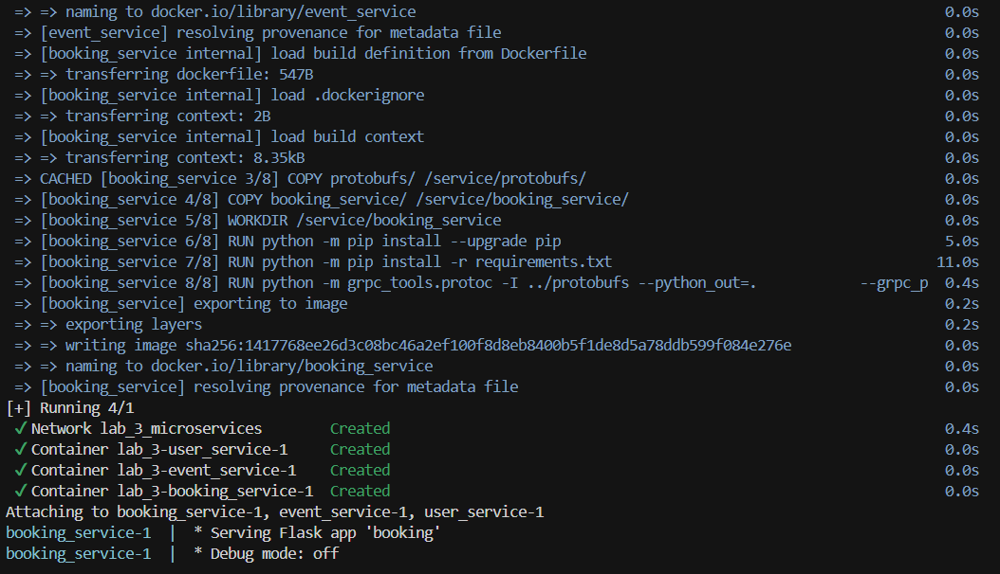 => => naming to docker.io/library/event_service 0.0s
=> [event_service] resolving provenance for metadata file 0.0s
=> [booking_service internal] load build definition from Dockerfile 0.0s
=> => transferring dockerfile: 547B 0.0s
=> [booking_service internal] load .dockerignore 0.0s
=> => transferring context: 2B 0.0s
=> [booking_service internal] load build context 0.0s
=> => transferring context: 8.35kB 0.0s
=> CACHED [booking_service 3/8] COPY protobufs/ /service/protobufs/ 0.0s
=> [booking_service 4/8] COPY booking_service/ /service/booking_service/ 0.0s
=> [booking_service 5/8] WORKDIR /service/booking_service 0.0s
=> [booking_service 6/8] RUN python -m pip install --upgrade pip 5.0s
=> [booking_service 7/8] RUN python -m pip install -r requirements.txt 11.0s
=> [booking_service 8/8] RUN python -m grpc_tools.protoc -I ../protobufs --python_out=. --grpc_p 0.4s
=> [booking_service] exporting to image 0.2s
=> => exporting layers 0.2s
=> => writing image sha256:1417768ee26d3c08bc46a2ef100f8d8eb8400b5f1de8d5a78ddb599f084e276e 0.0s
=> => naming to docker.io/library/booking_service 0.0s
=> [booking_service] resolving provenance for metadata file 0.0s
[+] Running 4/1
✓ Network lab_3_microservices Created 0.4s
✓ Container lab_3-user_service-1 Created 0.0s
✓ Container lab_3-event_service-1 Created 0.0s
✓ Container lab_3-booking_service-1 Created 0.0s
Attaching to booking_service-1, event_service-1, user_service-1
booking_service-1 | * Serving Flask app 'booking'
booking_service-1 | * Debug mode: off